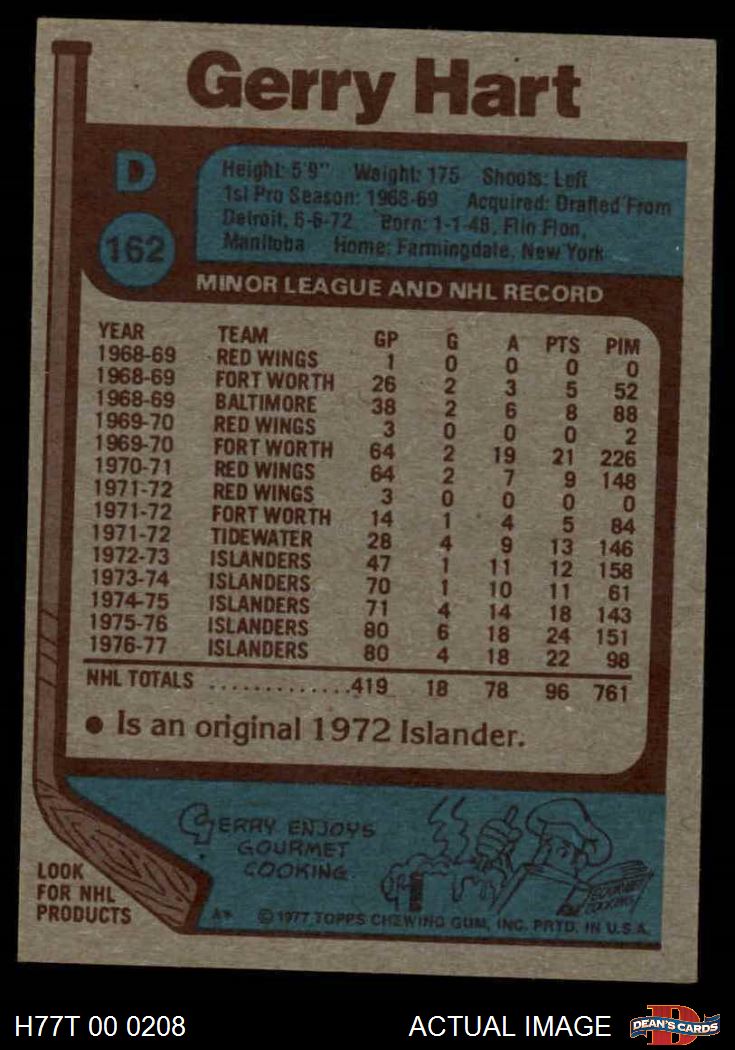 Gerry Hart
D
162
Height: 5'9" Weight: 175 Shoots: Left
1st Pro Season: 1968-69 Acquired: Drafted From
Detroit, 6-6-72 Born: 1-1-48, Flin Flon,
Manitoba Home: Farmingdale, New York
MINOR LEAGUE AND NHL RECORD
YEAR TEAM GP G A PTS PIM
1968-69 RED WINGS 1 0 0 0 0
1968-69 FORT WORTH 26 2 3 5 52
1968-69 BALTIMORE 38 2 6 8 88
1969-70 RED WINGS 3 0 0 0 2
1969-70 FORT WORTH 64 2 19 21 226
1970-71 RED WINGS 64 2 7 9 148
1971-72 RED WINGS 3 0 0 0 0
1971-72 FORT WORTH 14 1 4 5 84
1971-72 TIDEWATER 28 4 9 13 146
1972-73 ISLANDERS 47 1 11 12 158
1973-74 ISLANDERS 70 1 10 11 61
1974-75 ISLANDERS 71 4 14 18 143
1975-76 ISLANDERS 80 6 18 24 151
1976-77 ISLANDERS 80 4 18 22 98
NHL TOTALS .............419 18 78 96 761
● Is an original 1972 Islander.
GERRY ENJOYS
GOURMET
COOKING
GOURMET
COOKING
LOOK
FOR NHL
PRODUCTS
A* © 1977 TOPPS CHEWING GUM, INC. PRTD. IN U.S.A.
H77T 00 0208 ACTUAL IMAGE
D
DEAN'S CARDS